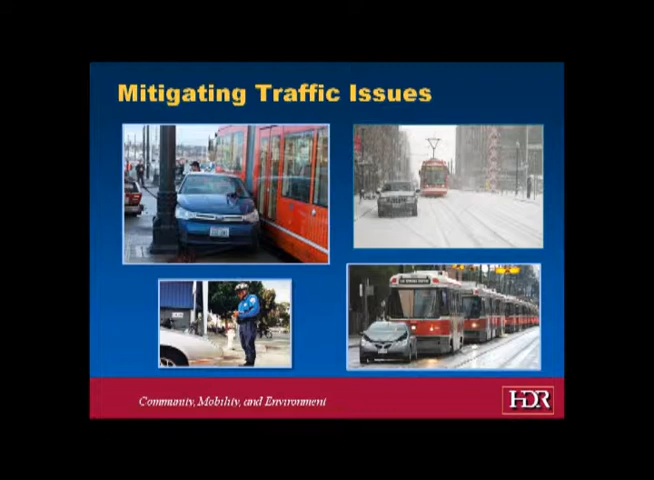 Mitigating Traffic Issues
Community, Mobility, and Environment
HDR